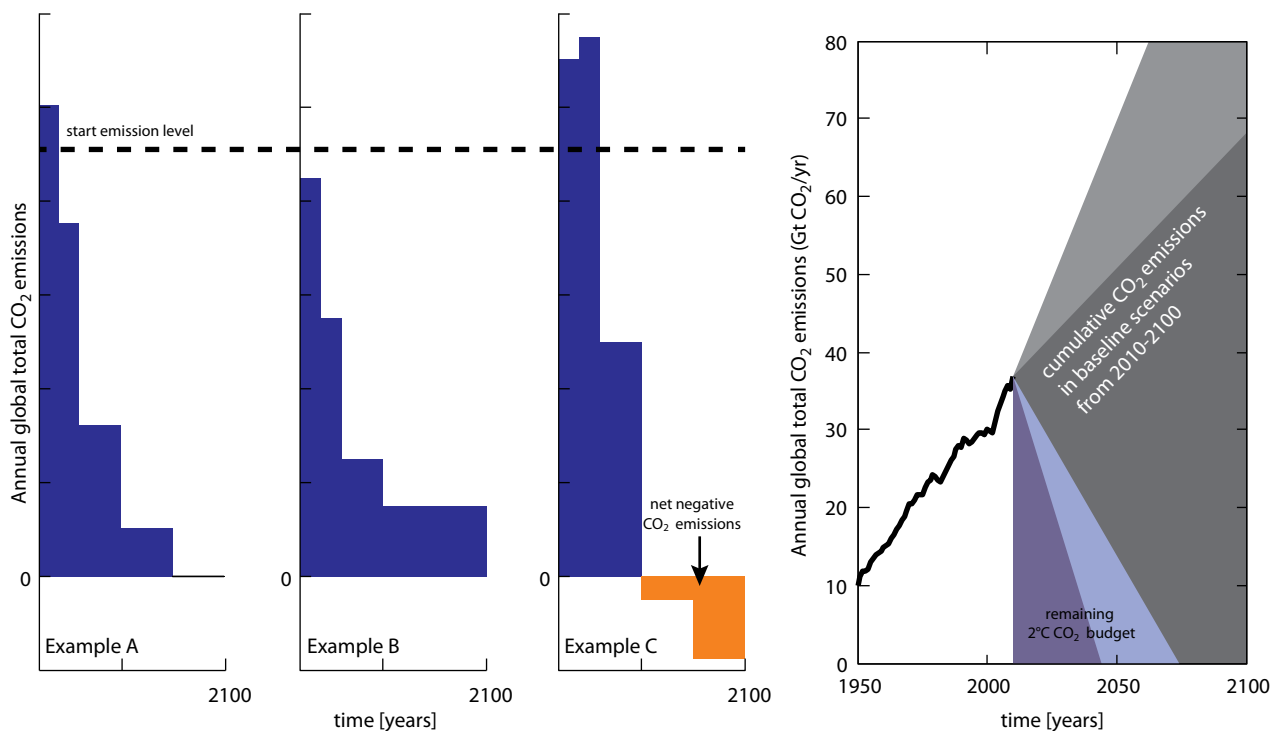 Annual global total CO₂ emissions
start emission level
0
Example A
2100
0
Example B
2100
time [years]
net negative
CO₂ emissions
0
Example C
2100
Annual global total CO₂ emissions (Gt CO₂/yr)
80
70
60
50
40
30
20
10
0
cumulative CO₂ emissions
in baseline scenarios
from 2010-2100
remaining
2°C CO₂ budget
1950
2000
2050
2100
time [years]